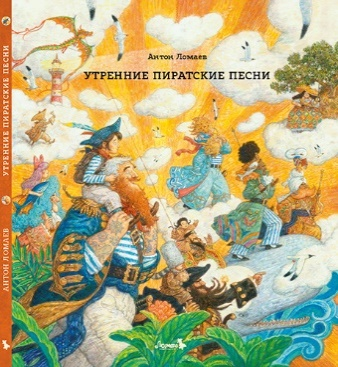 Антон Ломаев
УТРЕННИЕ ПИРАТСКИЕ ПЕСНИ
УТРЕННИЕ ПИРАТСКИЕ ПЕСНИ
АНТОН ЛОМАЕВ